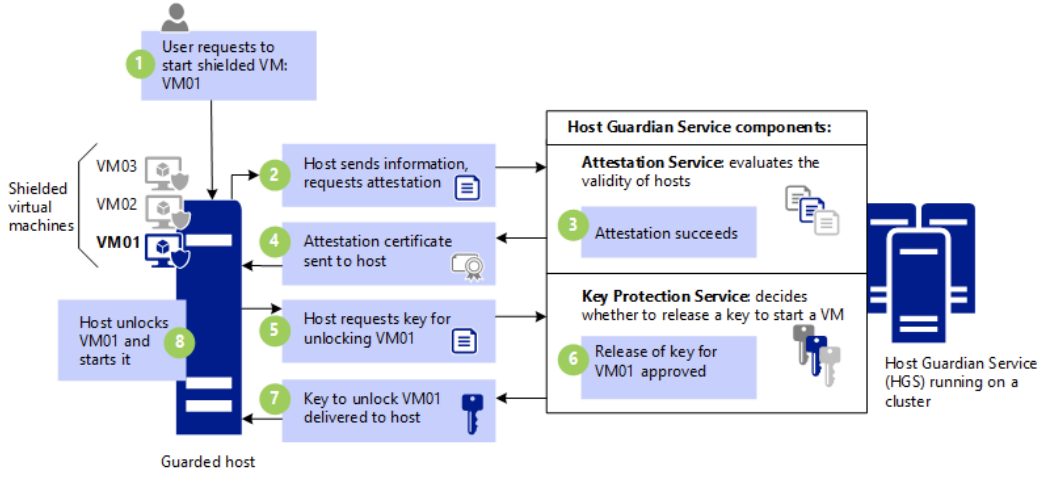 1
User requests to
start shielded VM:
VM01
Shielded
virtual
machines
VM03
VM02
VM01
2
Host sends information,
requests attestation
Host Guardian Service components:
Attestation Service: evaluates the
validity of hosts
3
Attestation succeeds
4
Attestation certificate
sent to host
5
Host requests key for
unlocking VM01
Key Protection Service: decides
whether to release a key to start a VM
6
Release of key for
VM01 approved
7
Key to unlock VM01
delivered to host
Host unlocks
VM01 and
starts it
8
Guarded host
Host Guardian Service
(HGS) running on a
cluster